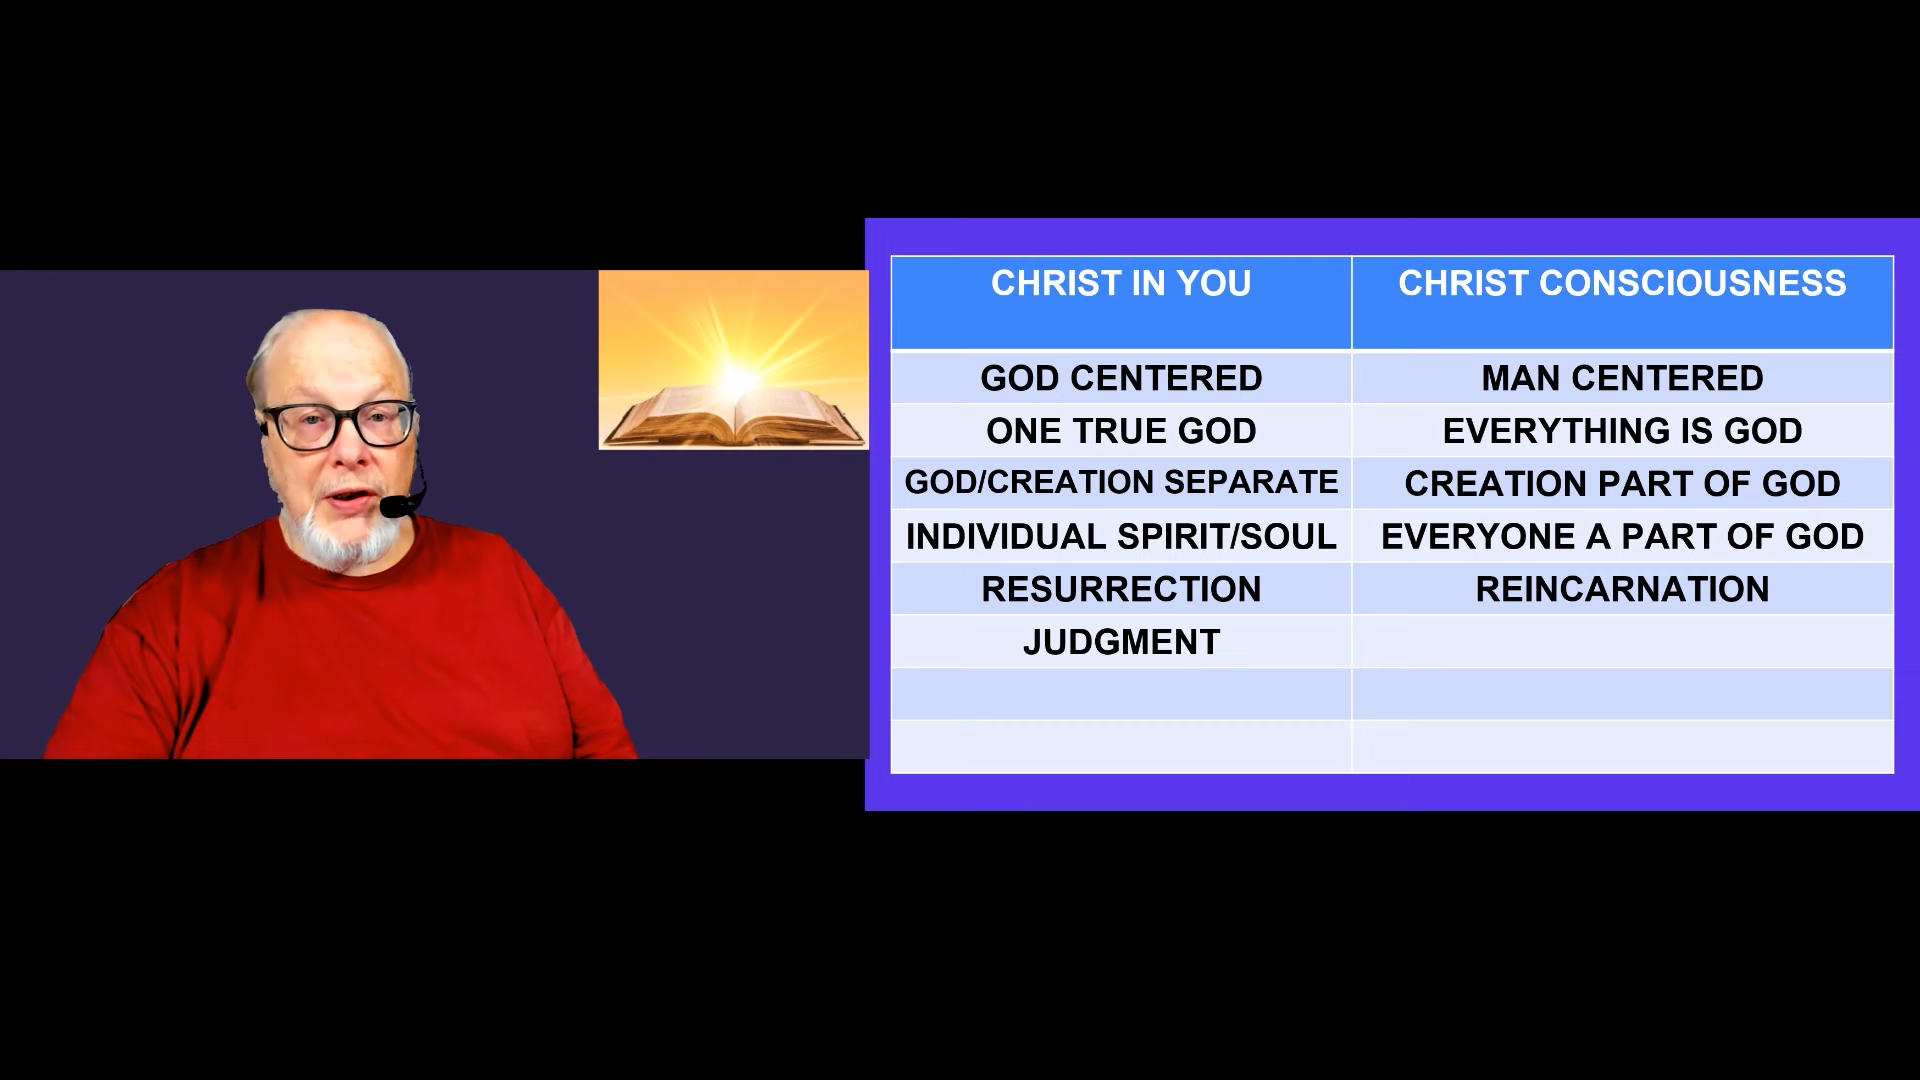 CHRIST IN YOU
CHRIST CONSCIOUSNESS
GOD CENTERED
MAN CENTERED
ONE TRUE GOD
EVERYTHING IS GOD
GOD/CREATION SEPARATE
CREATION PART OF GOD
INDIVIDUAL SPIRIT/SOUL
EVERYONE A PART OF GOD
RESURRECTION
REINCARNATION
JUDGMENT